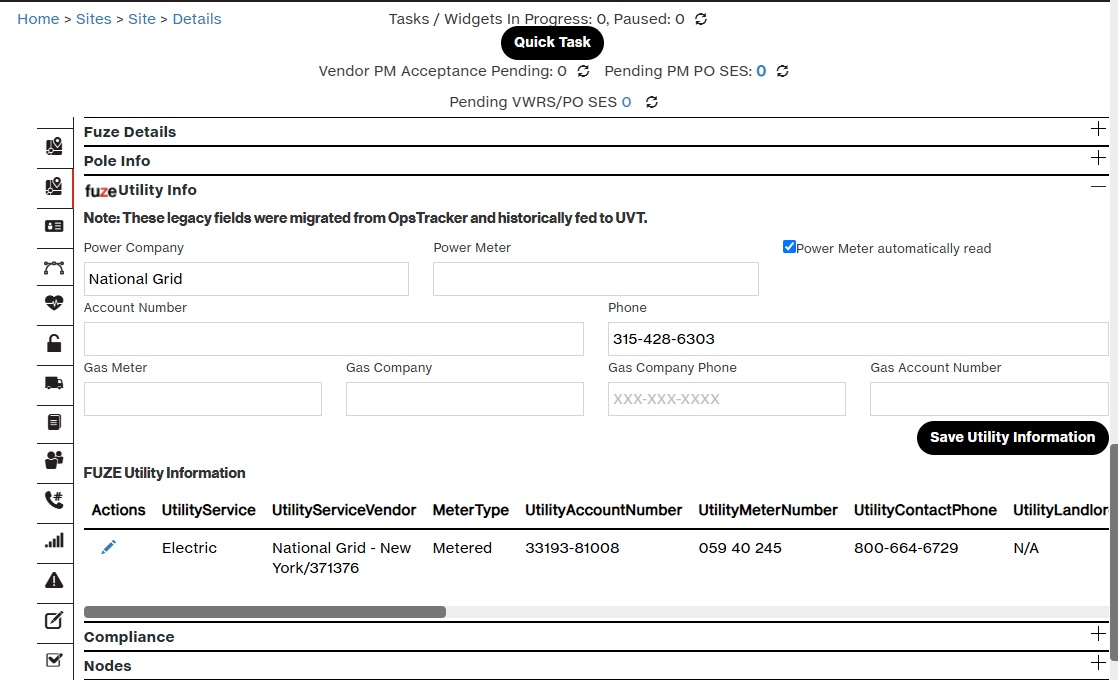 Home > Sites > Site > Details
Tasks / Widgets In Progress: 0, Paused: 0
Quick Task
Vendor PM Acceptance Pending: 0 Pending PM PO SES: 0
Pending VWRS/PO SES 0
Fuze Details
Pole Info
fuze Utility Info
Note: These legacy fields were migrated from OpsTracker and historically fed to UVT.
Power Company Power Meter Power Meter automatically read
National Grid
Account Number Phone
315-428-6303
Gas Meter Gas Company Gas Company Phone Gas Account Number
XXX-XXX-XXXX
Save Utility Information
FUZE Utility Information
Actions UtilityService UtilityServiceVendor MeterType UtilityAccountNumber UtilityMeterNumber UtilityContactPhone UtilityLandlor
Electric National Grid - New Metered 33193-81008 059 40 245 800-664-6729 N/A
York/371376
Compliance
Nodes